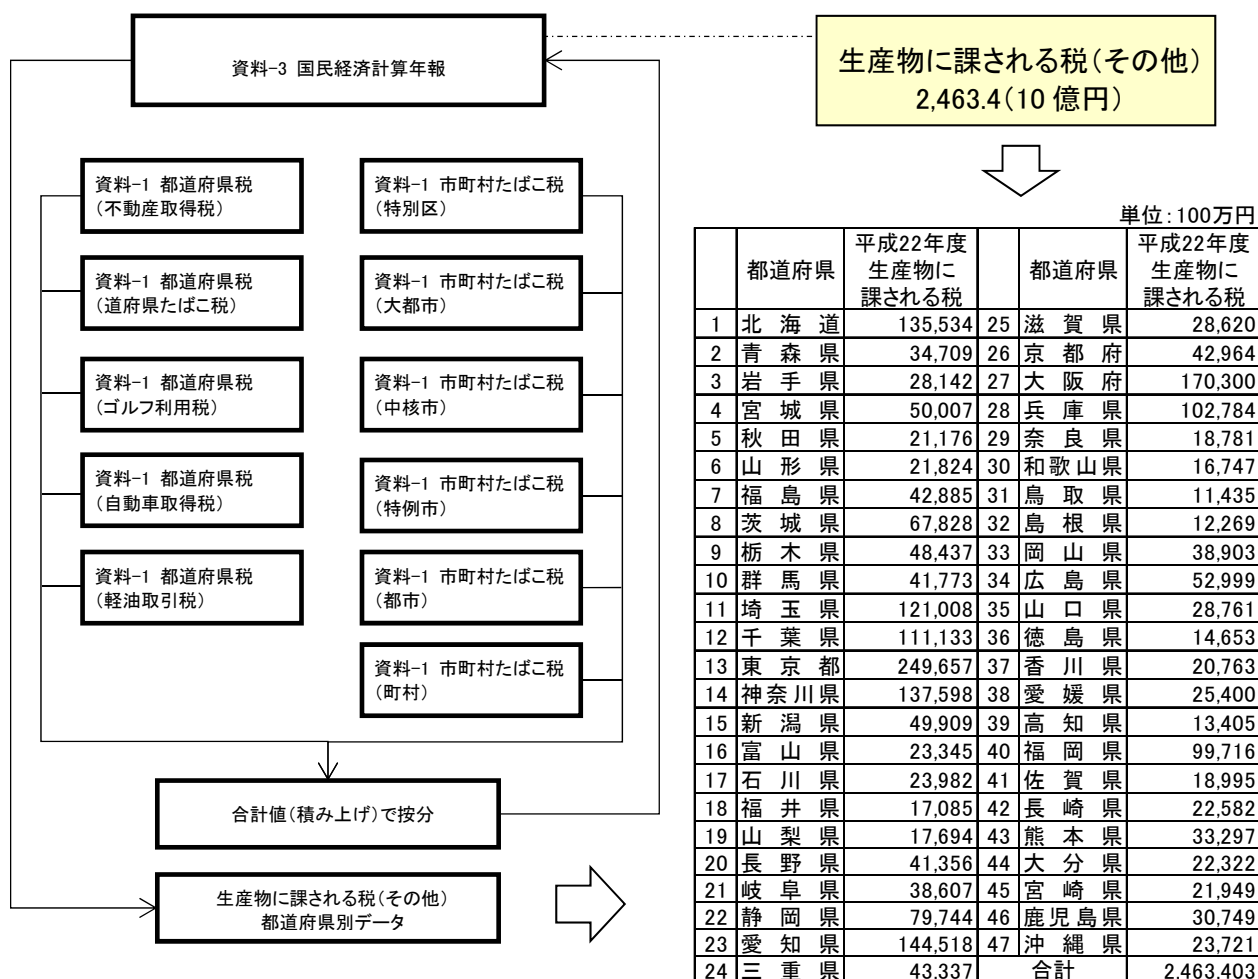 資料-3 国民経済計算年報
生産物に課される税(その他)
2,463.4(10 億円)
資料-1 都道府県税
(不動産取得税)
資料-1 都道府県税
(道府県たばこ税)
資料-1 都道府県税
(ゴルフ利用税)
資料-1 都道府県税
(自動車取得税)
資料-1 都道府県税
(軽油取引税)
資料-1 市町村たばこ税
(特別区)
資料-1 市町村たばこ税
(大都市)
資料-1 市町村たばこ税
(中核市)
資料-1 市町村たばこ税
(特例市)
資料-1 市町村たばこ税
(都市)
資料-1 市町村たばこ税
(町村)
合計値(積み上げ)で按分
生産物に課される税(その他)
都道府県別データ
単位:100万円
都道府県 平成22年度生産物に課される税 都道府県 平成22年度生産物に課される税
1 北海道 135,534 25 滋賀県 28,620
2 青森県 34,709 26 京都府 42,964
3 岩手県 28,142 27 大阪府 170,300
4 宮城県 50,007 28 兵庫県 102,784
5 秋田県 21,176 29 奈良県 18,781
6 山形県 21,824 30 和歌山県 16,747
7 福島県 42,885 31 鳥取県 11,435
8 茨城県 67,828 32 島根県 12,269
9 栃木県 48,437 33 岡山県 38,903
10 群馬県 41,773 34 広島県 52,999
11 埼玉県 121,008 35 山口県 28,761
12 千葉県 111,133 36 徳島県 14,653
13 東京都 249,657 37 香川県 20,763
14 神奈川県 137,598 38 愛媛県 25,400
15 新潟県 49,909 39 高知県 13,405
16 富山県 23,345 40 福岡県 99,716
17 石川県 23,982 41 佐賀県 18,995
18 福井県 17,085 42 長崎県 22,582
19 山梨県 17,694 43 熊本県 33,297
20 長野県 41,356 44 大分県 22,322
21 岐阜県 38,607 45 宮崎県 21,949
22 静岡県 79,744 46 鹿児島県 30,749
23 愛知県 144,518 47 沖縄県 23,721
24 三重県 43,337 合計 2,463,403